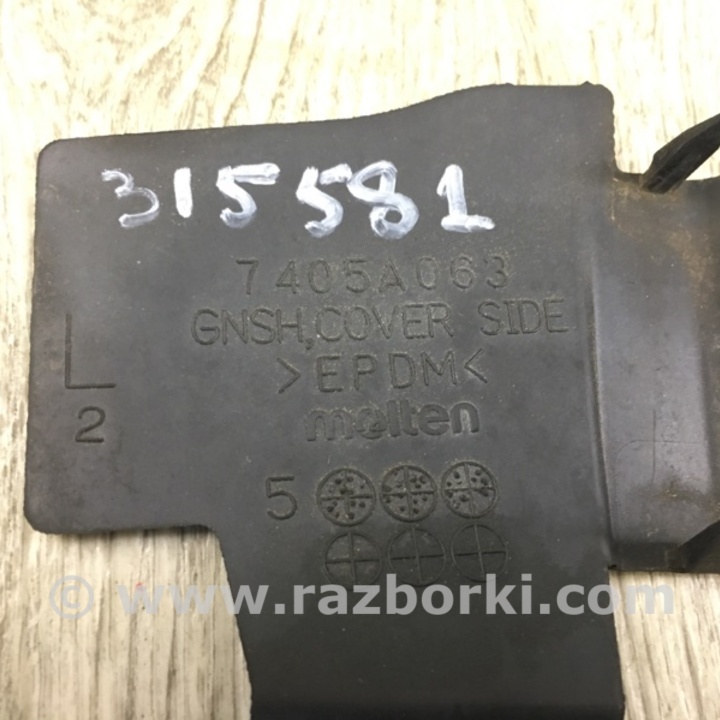 315581
7405A063
GNSH,COVER SIDE
>EPDM<
L
2
molten
5
© www.razborki.com